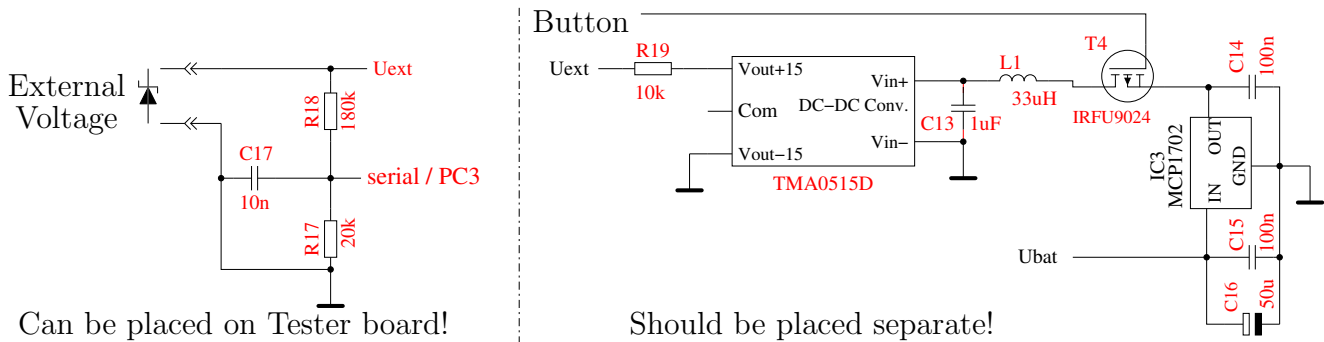 External
Voltage
Uext
R18
180k
C17
10n
serial / PC3
R17
20k
Can be placed on Tester board!
Button
Uext
R19
10k
Vout+15
Com
Vout−15
Vin+
DC−DC Conv.
Vin−
TMA0515D
C13
1uF
L1
33uH
T4
IRFU9024
C14
100n
IC3
MCP1702
OUT
GND
IN
Ubat
C15
100n
C16
50u
Should be placed separate!